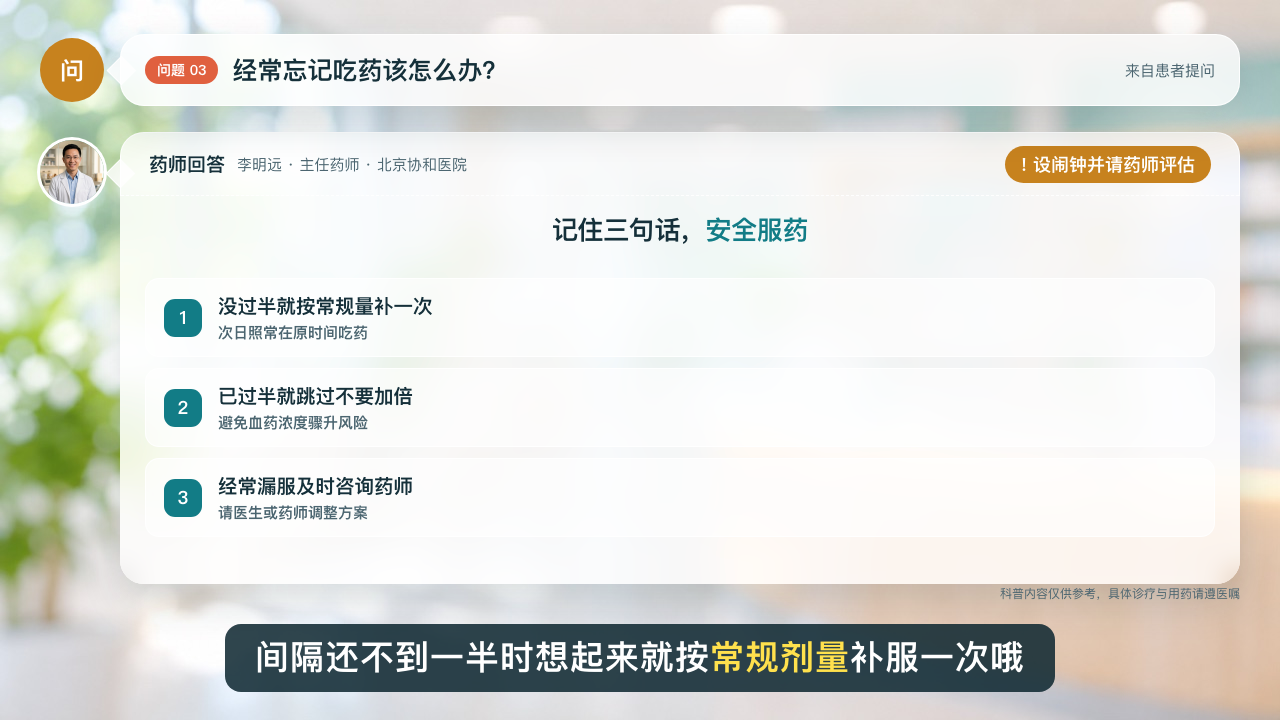 问
问题 03
经常忘记吃药该怎么办?
来自患者提问
药师回答
李明远 · 主任药师 · 北京协和医院
! 设闹钟并请药师评估
记住三句话，安全服药
1
没过半就按常规量补一次
次日照常在原时间吃药
2
已过半就跳过不要加倍
避免血药浓度骤升风险
3
经常漏服及时咨询药师
请医生或药师调整方案
科普内容仅供参考，具体诊疗与用药请遵医嘱
间隔还不到一半时想起来就按常规剂量补服一次哦